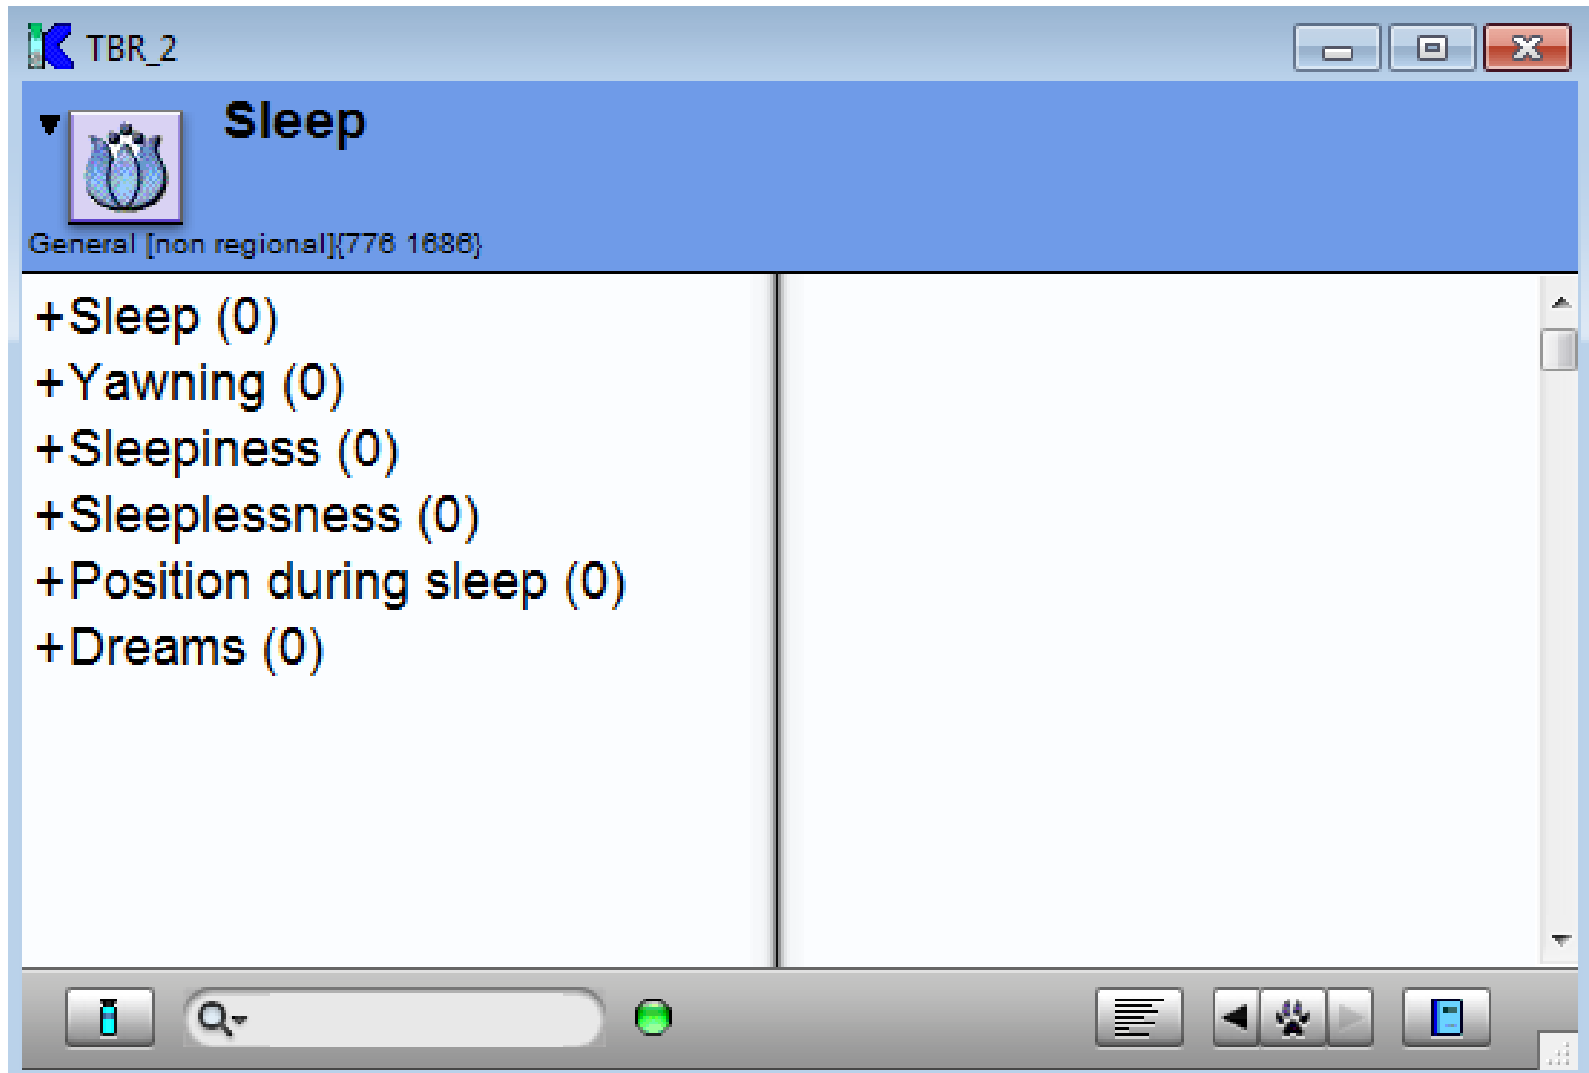 TBR_2
Sleep
General [non regional]{776 1686}
+Sleep (0)
+Yawning (0)
+Sleepiness (0)
+Sleeplessness (0)
+Position during sleep (0)
+Dreams (0)